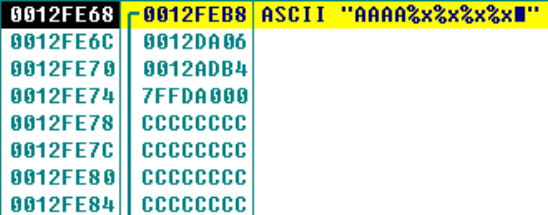 0012FE68 0012FEB8 ASCII "AAAA%x%x%x%x■"
0012FE6C 0012DA06
0012FE70 0012ADB4
0012FE74 7FFDA000
0012FE78 CCCCCCCC
0012FE7C CCCCCCCC
0012FE80 CCCCCCCC
0012FE84 CCCCCCCC